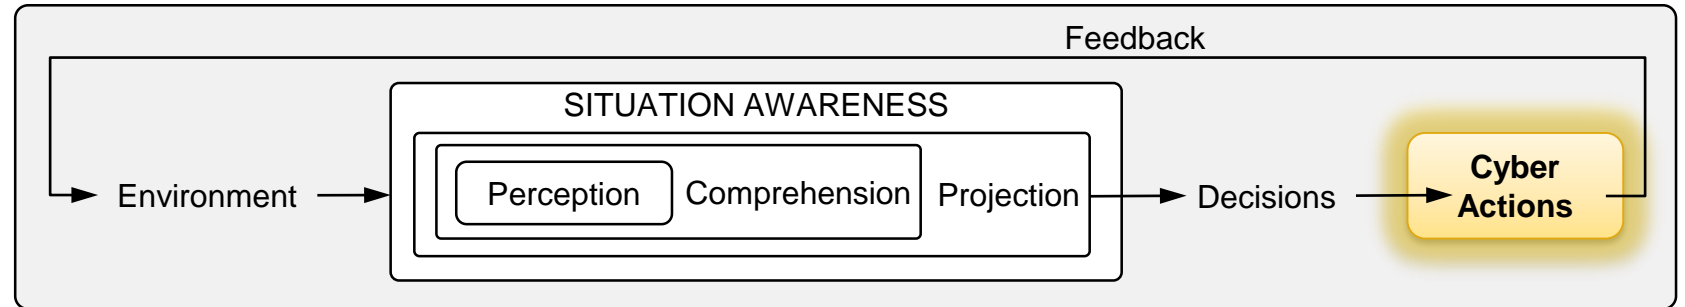 Feedback
SITUATION AWARENESS
Environment
Perception
Comprehension
Projection
Decisions
Cyber
Actions